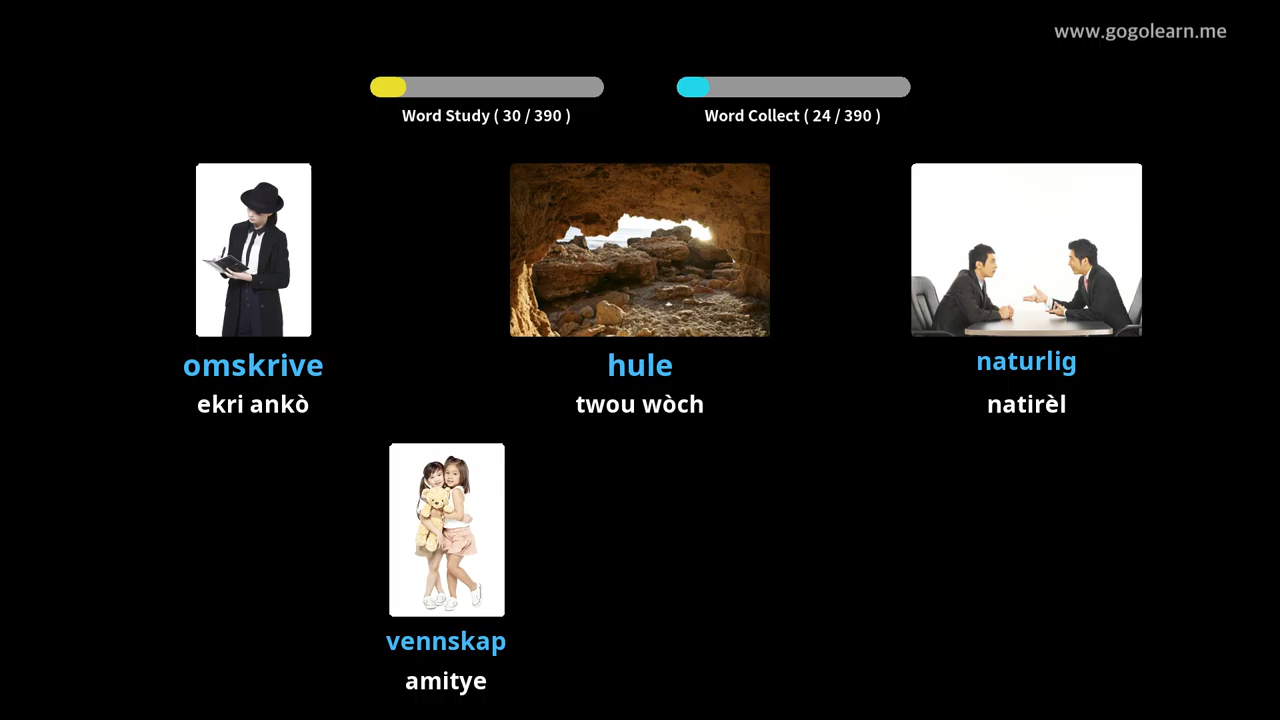 www.gogolearn.me
Word Study ( 30 / 390 )
Word Collect ( 24 / 390 )
omskrive
ekri ankò
hule
twou wòch
naturlig
natirèl
vennskap
amitye